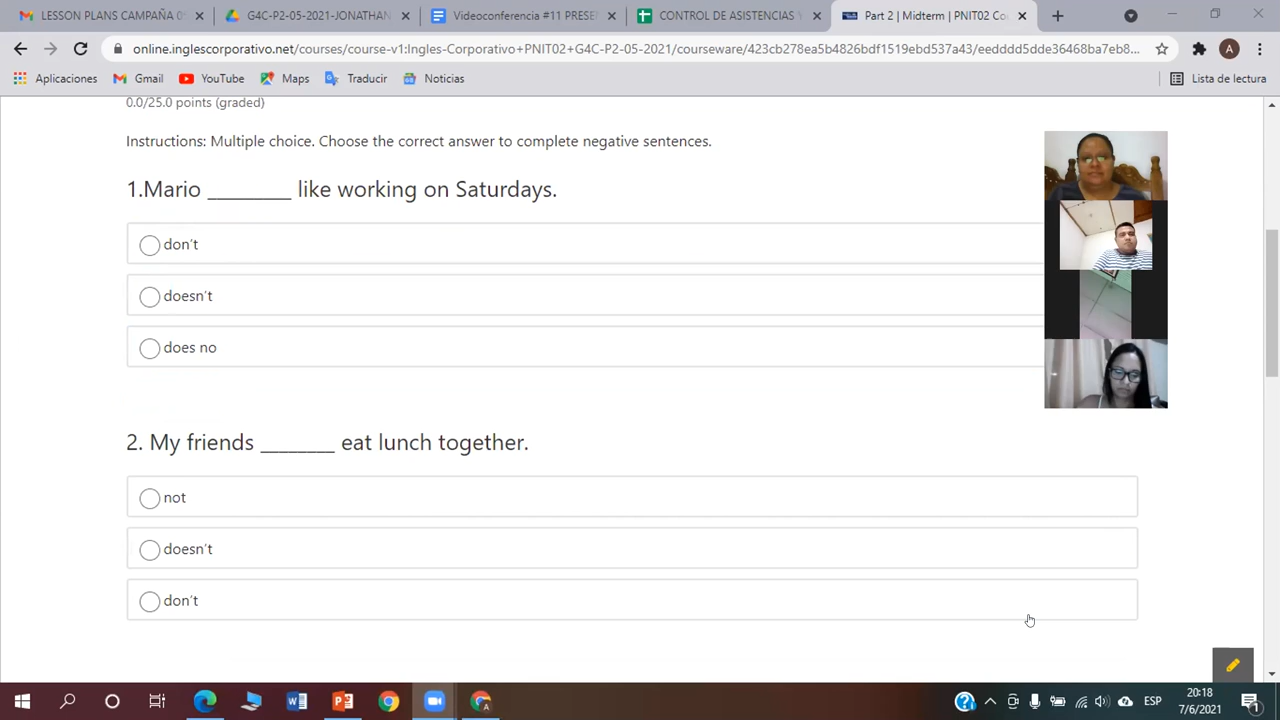 LESSON PLANS CAMPAÑA 05
G4C-P2-05-2021-JONATHAN
Videoconferencia #11 PRESE
CONTROL DE ASISTENCIAS Y
Part 2 | Midterm | PNIT02 Co
online.inglescorporativo.net/courses/course-v1:Ingles-Corporativo+PNIT02+G4C-P2-05-2021/courseware/423cb278ea5b4826bdf1519ebd537a43/eedddd5dde36468ba7eb8...
A
Aplicaciones
Gmail
YouTube
Maps
Traducir
Noticias
Lista de lectura
0.0/25.0 points (graded)
Instructions: Multiple choice. Choose the correct answer to complete negative sentences.
1.Mario _________ like working on Saturdays.
don't
doesn't
does no
2. My friends ________ eat lunch together.
not
doesn't
don't
ESP
20:18
7/6/2021
1